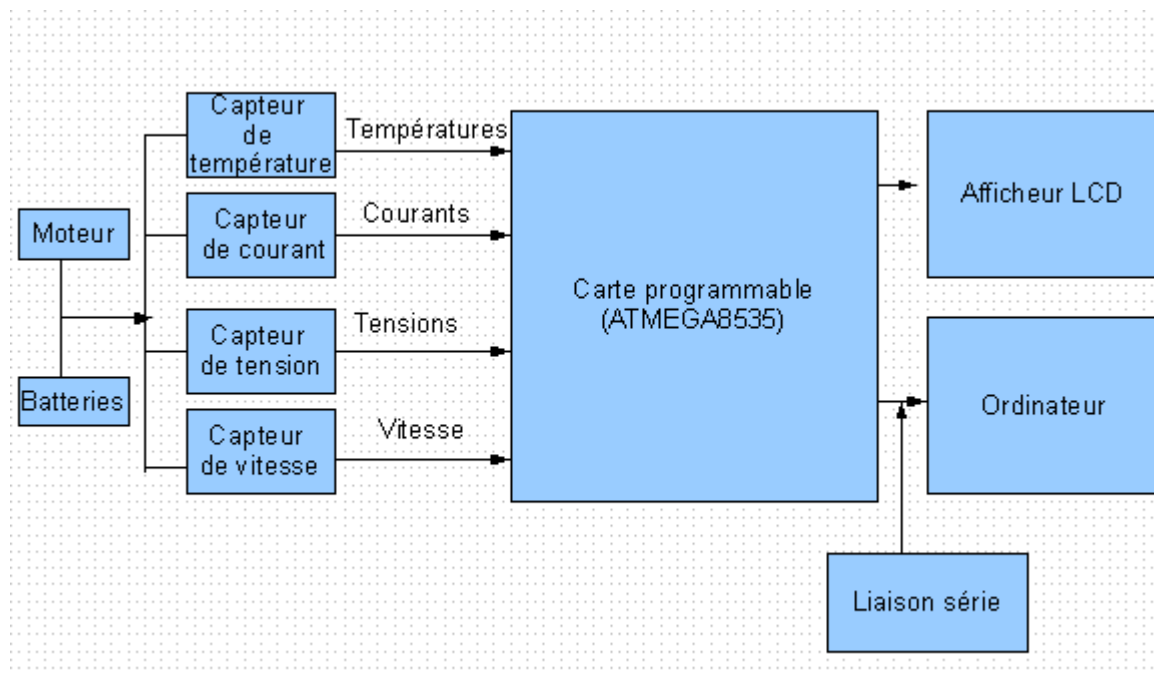 Capteur
de
température
Températures
Capteur
de courant
Courants
Moteur
Batteries
Capteur
de tension
Tensions
Capteur
de vitesse
Vitesse
Carte programmable
(ATMEGA8535)
Afficheur LCD
Ordinateur
Liaison série